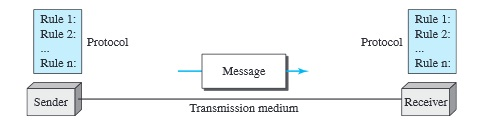 Rule 1:
Rule 2:
...
Rule n:
Protocol
Protocol
Rule 1:
Rule 2:
...
Rule n:
Message
Sender
Transmission medium
Receiver